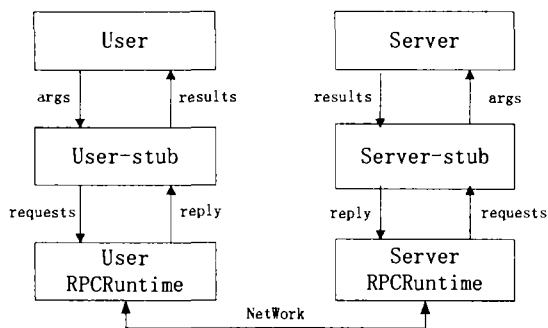 User
Server
args
results
results
args
User-stub
Server-stub
requests
reply
reply
requests
User
RPCRuntime
Server
RPCRuntime
NetWork